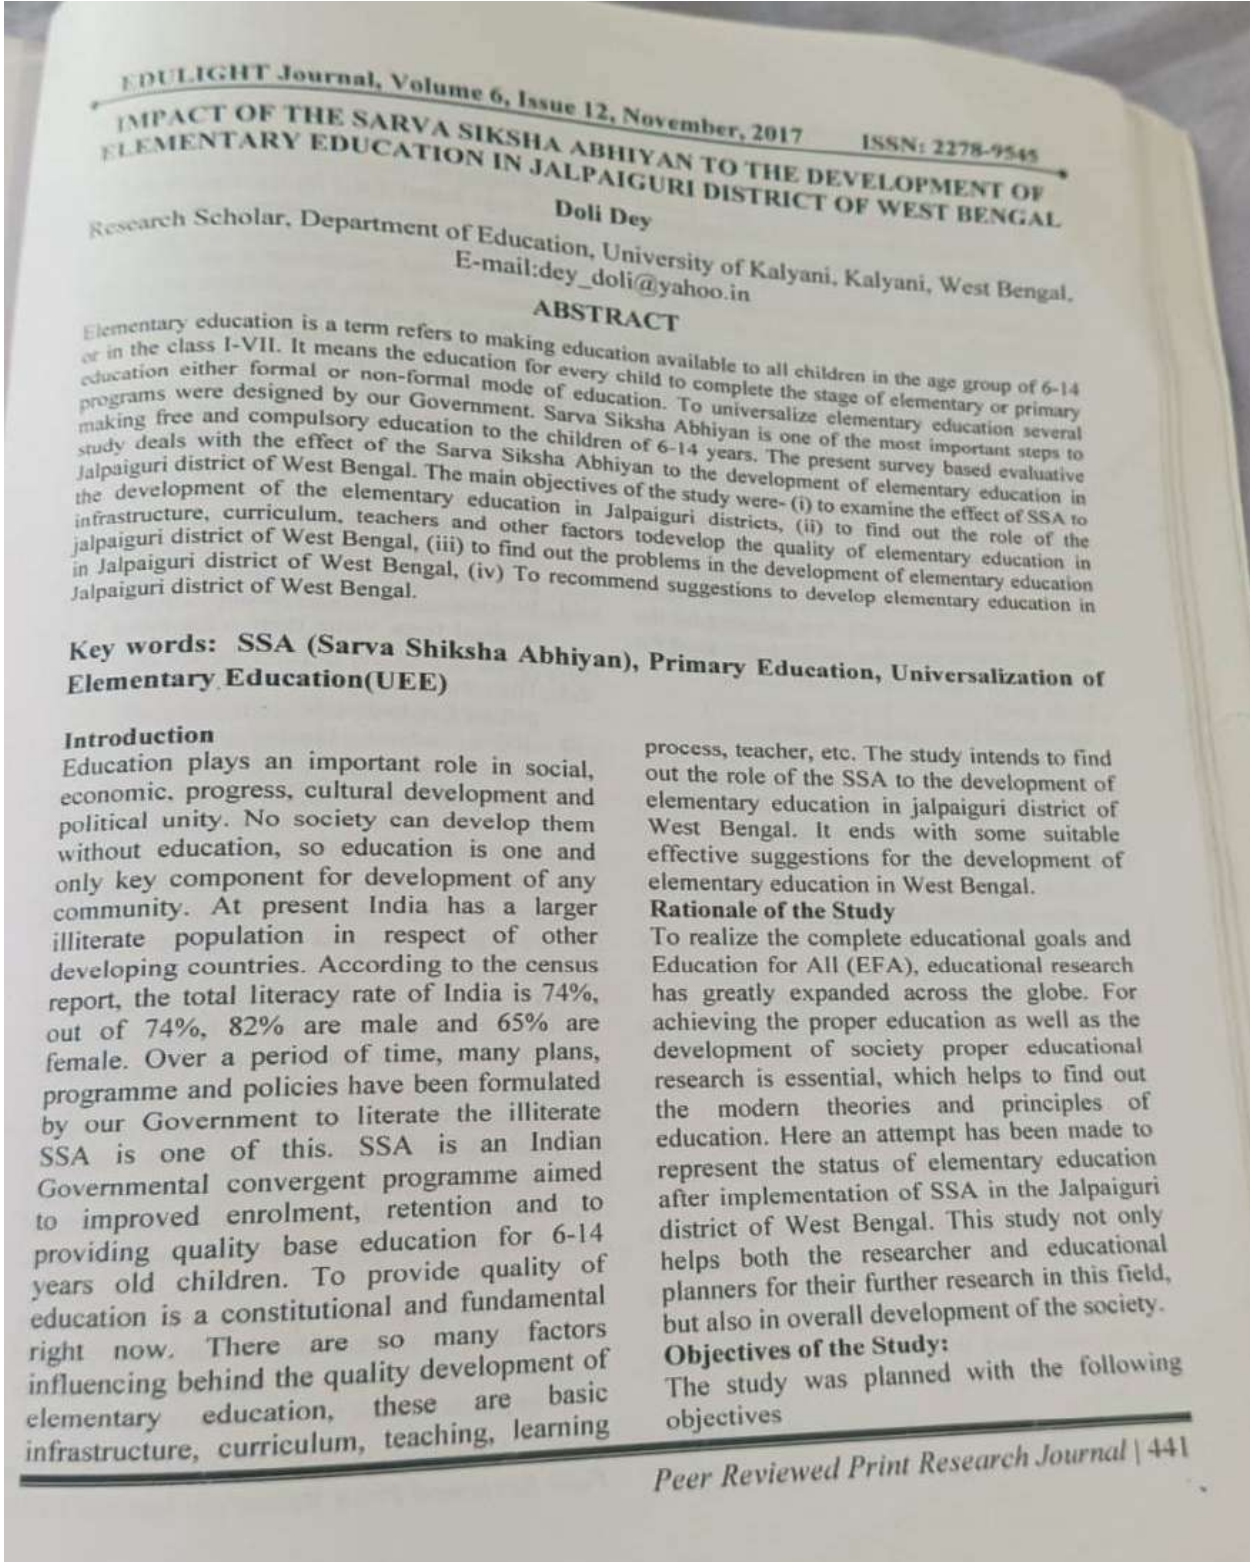 EDULIGHT Journal, Volume 6, Issue 12, November, 2017 ISSN: 2278-9545
IMPACT OF THE SARVA SIKSHA ABHIYAN TO THE DEVELOPMENT OF
ELEMENTARY EDUCATION IN JALPAIGURI DISTRICT OF WEST BENGAL
Doli Dey
Research Scholar, Department of Education, University of Kalyani, Kalyani, West Bengal,
E-mail:dey_doli@yahoo.in
ABSTRACT
Elementary education is a term refers to making education available to all children in the age group of 6-14
or in the class I-VII. It means the education for every child to complete the stage of elementary or primary
education either formal or non-formal mode of education. To universalize elementary education several
programs were designed by our Government. Sarva Siksha Abhiyan is one of the most important steps to
making free and compulsory education to the children of 6-14 years. The present survey based evaluative
study deals with the effect of the Sarva Siksha Abhiyan to the development of elementary education in
Jalpaiguri district of West Bengal. The main objectives of the study were- (i) to examine the effect of SSA to
the development of the elementary education in Jalpaiguri districts, (ii) to find out the role of the
infrastructure, curriculum, teachers and other factors todevelop the quality of elementary education in
jalpaiguri district of West Bengal, (iii) to find out the problems in the development of elementary education
in Jalpaiguri district of West Bengal, (iv) To recommend suggestions to develop elementary education in
Jalpaiguri district of West Bengal.
Key words: SSA (Sarva Shiksha Abhiyan), Primary Education, Universalization of
Elementary Education(UEE)
Introduction
Education plays an important role in social,
economic, progress, cultural development and
political unity. No society can develop them
without education, so education is one and
only key component for development of any
community. At present India has a larger
illiterate population in respect of other
developing countries. According to the census
report, the total literacy rate of India is 74%,
out of 74%, 82% are male and 65% are
female. Over a period of time, many plans,
programme and policies have been formulated
by our Government to literate the illiterate
SSA is one of this. SSA is an Indian
Governmental convergent programme aimed
to improved enrolment, retention and to
providing quality base education for 6-14
years old children. To provide quality of
education is a constitutional and fundamental
right now. There are so many factors
influencing behind the quality development of
elementary education, these are basic
infrastructure, curriculum, teaching, learning
process, teacher, etc. The study intends to find
out the role of the SSA to the development of
elementary education in jalpaiguri district of
West Bengal. It ends with some suitable
effective suggestions for the development of
elementary education in West Bengal.
Rationale of the Study
To realize the complete educational goals and
Education for All (EFA), educational research
has greatly expanded across the globe. For
achieving the proper education as well as the
development of society proper educational
research is essential, which helps to find out
the modern theories and principles of
education. Here an attempt has been made to
represent the status of elementary education
after implementation of SSA in the Jalpaiguri
district of West Bengal. This study not only
helps both the researcher and educational
planners for their further research in this field,
but also in overall development of the society.
Objectives of the Study:
The study was planned with the following
objectives
Peer Reviewed Print Research Journal | 441